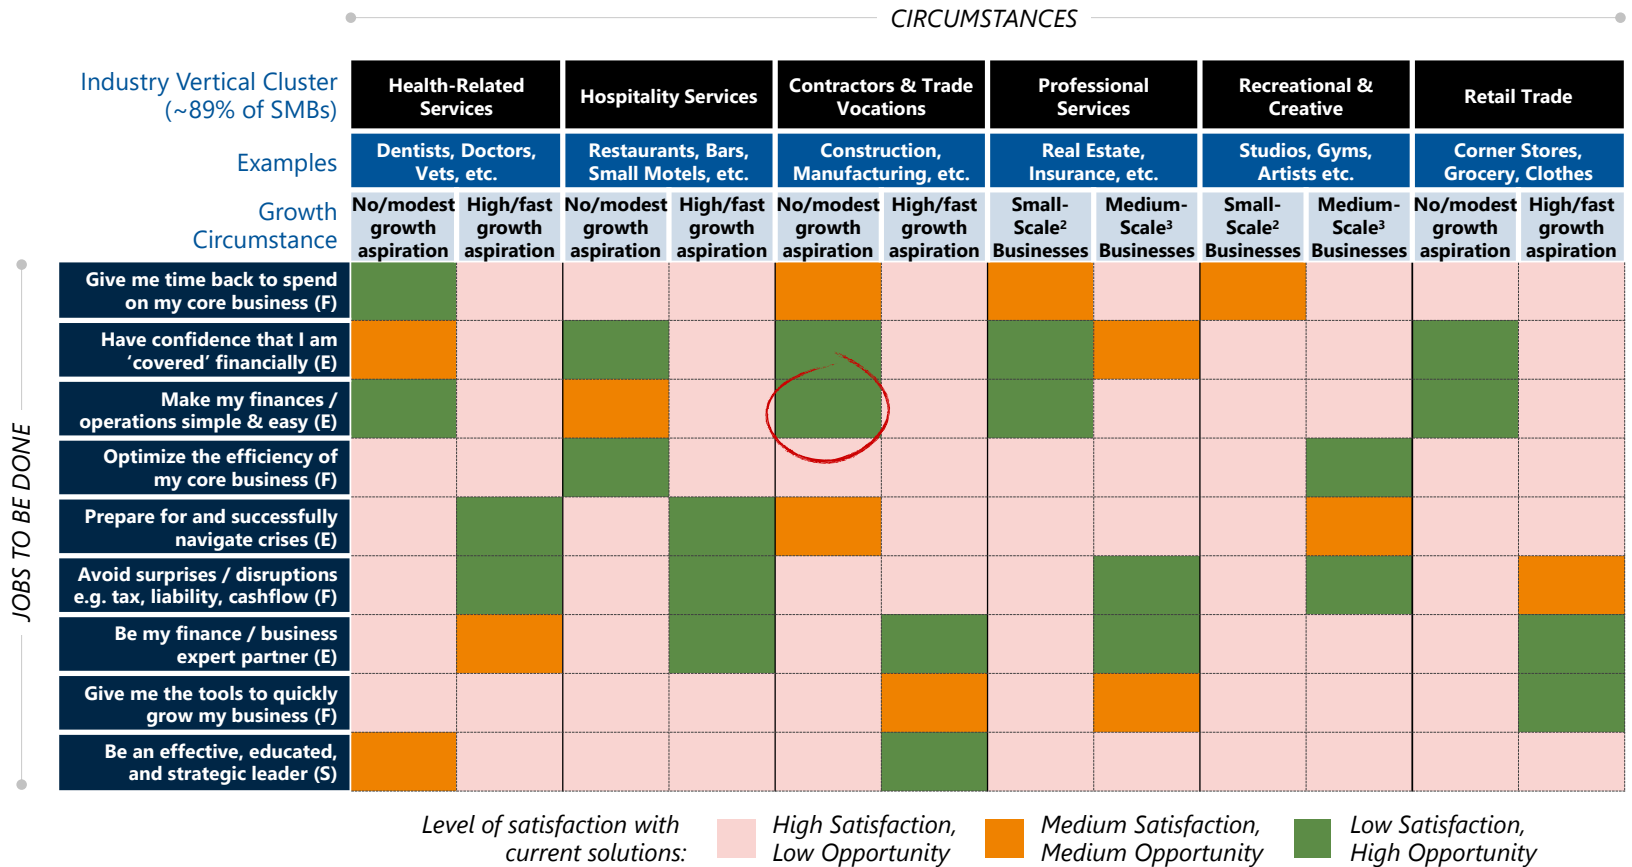 CIRCUMSTANCES
Industry Vertical Cluster
(~89% of SMBs)
Health-Related
Services
Hospitality Services
Contractors & Trade
Vocations
Professional
Services
Recreational &
Creative
Retail Trade
Examples
Dentists, Doctors,
Vets, etc.
Restaurants, Bars,
Small Motels, etc.
Construction,
Manufacturing, etc.
Real Estate,
Insurance, etc.
Studios, Gyms,
Artists etc.
Corner Stores,
Grocery, Clothes
Growth
Circumstance
No/modest
growth
aspiration
High/fast
growth
aspiration
No/modest
growth
aspiration
High/fast
growth
aspiration
No/modest
growth
aspiration
High/fast
growth
aspiration
Small-
Scale²
Businesses
Medium-
Scale³
Businesses
Small-
Scale²
Businesses
Medium-
Scale³
Businesses
No/modest
growth
aspiration
High/fast
growth
aspiration
JOBS TO BE DONE
Give me time back to spend
on my core business (F)
Have confidence that I am
‘covered’ financially (E)
Make my finances /
operations simple & easy (E)
Optimize the efficiency of
my core business (F)
Prepare for and successfully
navigate crises (E)
Avoid surprises / disruptions
e.g. tax, liability, cashflow (F)
Be my finance / business
expert partner (E)
Give me the tools to quickly
grow my business (F)
Be an effective, educated,
and strategic leader (S)
Level of satisfaction with
current solutions:
High Satisfaction,
Low Opportunity
Medium Satisfaction,
Medium Opportunity
Low Satisfaction,
High Opportunity